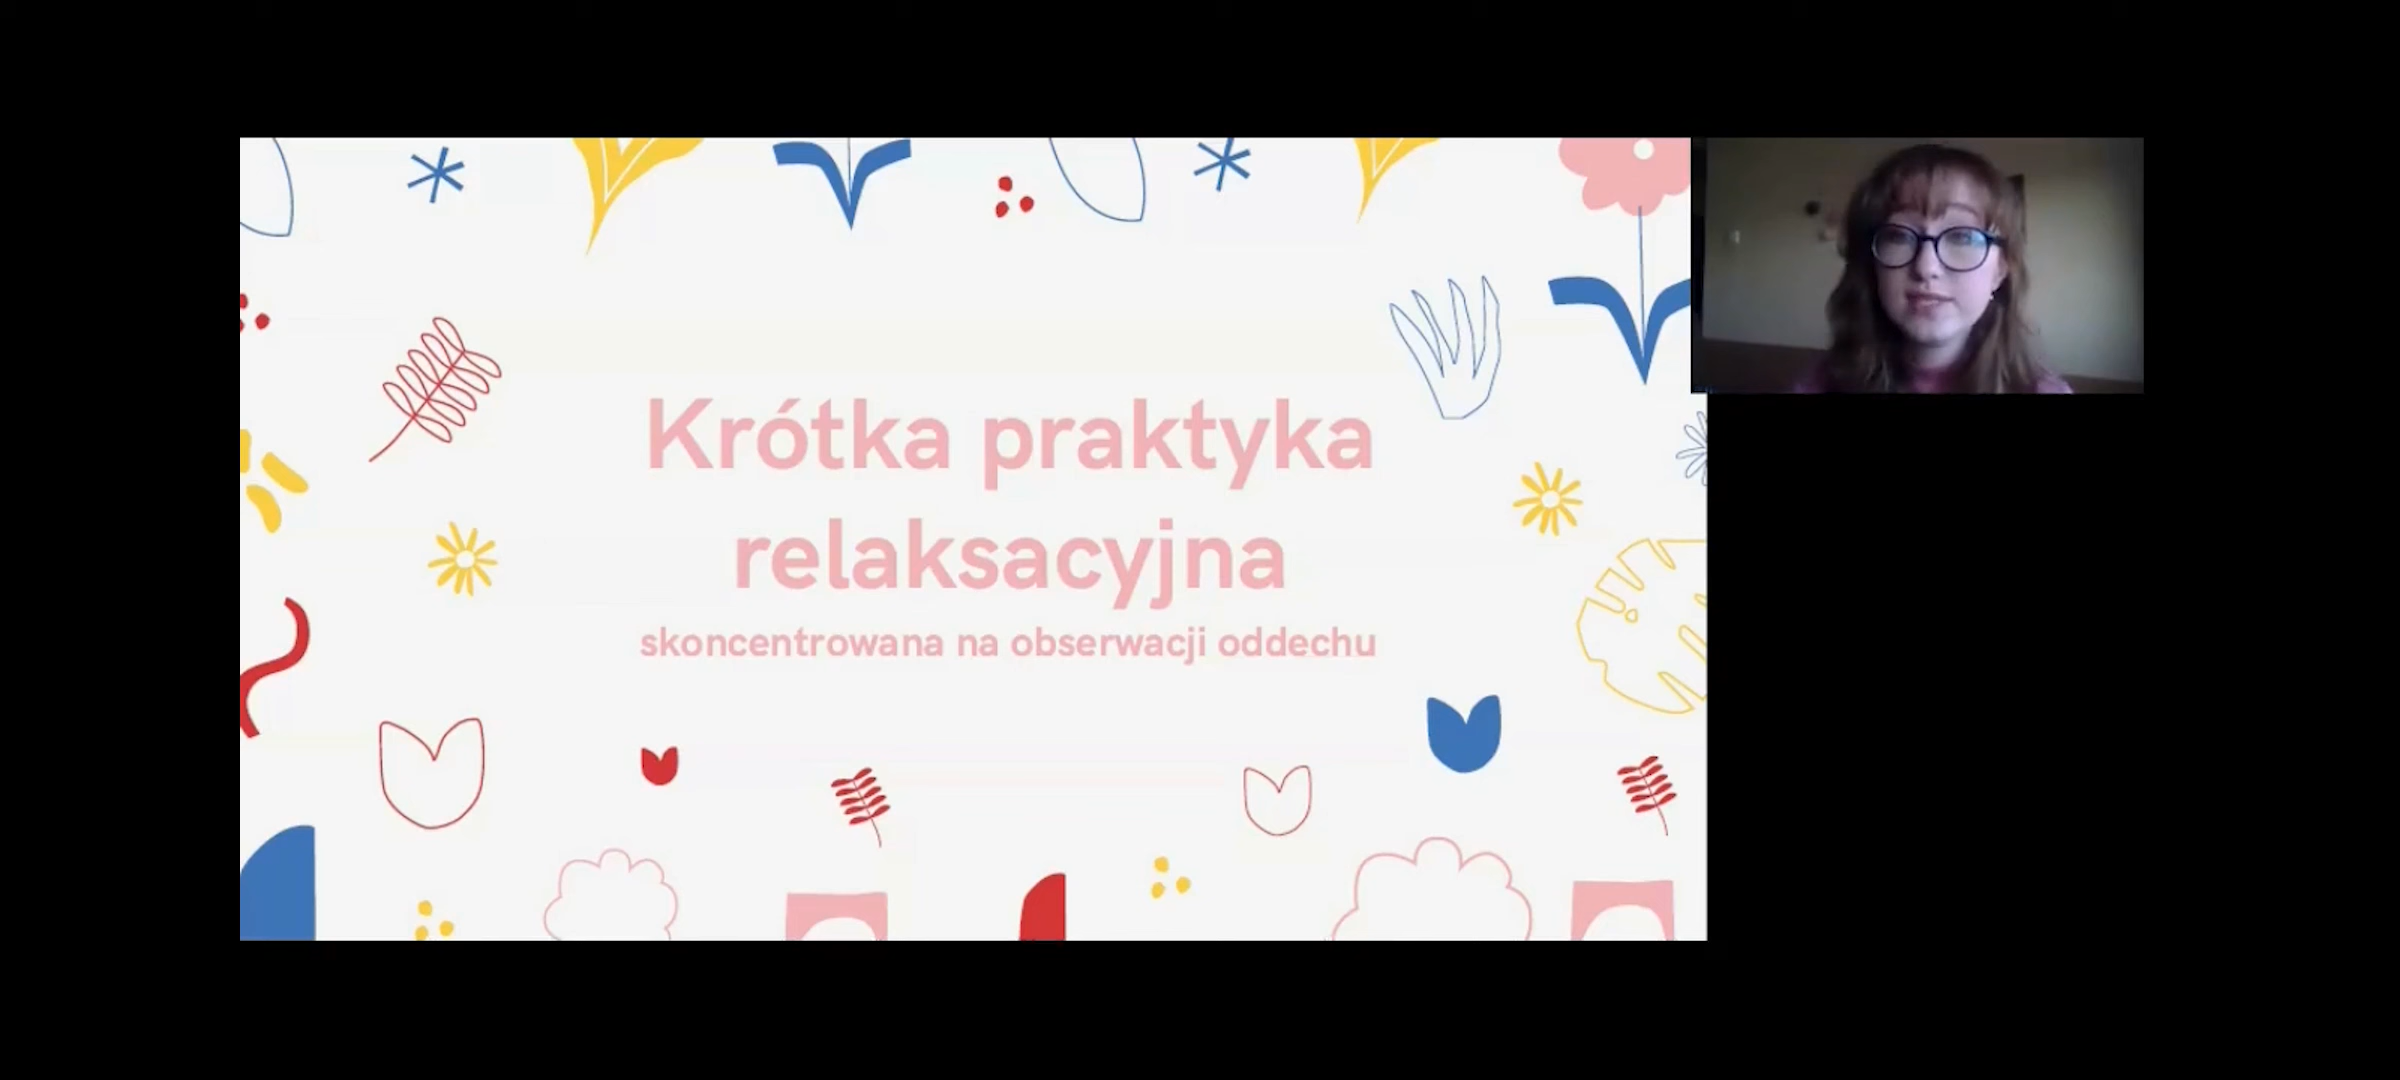 Krótka praktyka
relaksacyjna
skoncentrowana na obserwacji oddechu